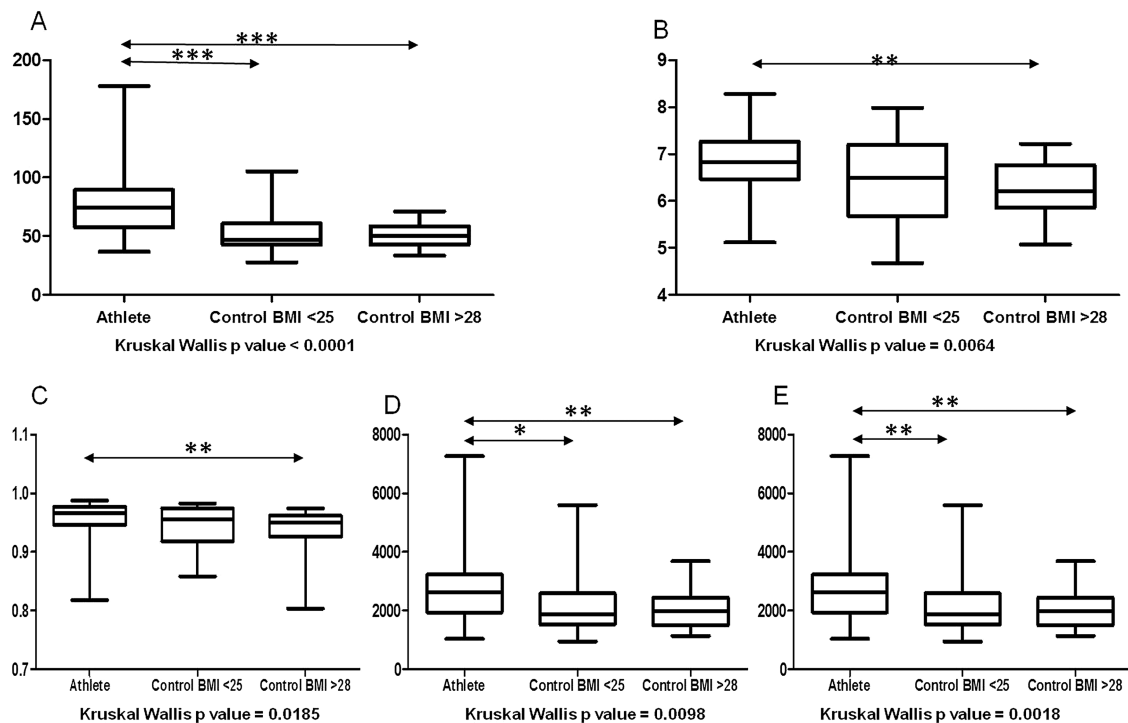 A
***
***
200
150
100
50
0
Athlete Control BMI <25 Control BMI >28
Kruskal Wallis p value < 0.0001
B
**
9
8
7
6
5
4
Athlete Control BMI <25 Control BMI >28
Kruskal Wallis p value = 0.0064
C
**
1.1
1.0
0.9
0.8
0.7
Athlete Control BMI <25 Control BMI >28
Kruskal Wallis p value = 0.0185
D
**
*
8000
6000
4000
2000
0
Athlete Control BMI <25 Control BMI >28
Kruskal Wallis p value = 0.0098
E
**
**
8000
6000
4000
2000
0
Athlete Control BMI <25 Control BMI >28
Kruskal Wallis p value = 0.0018